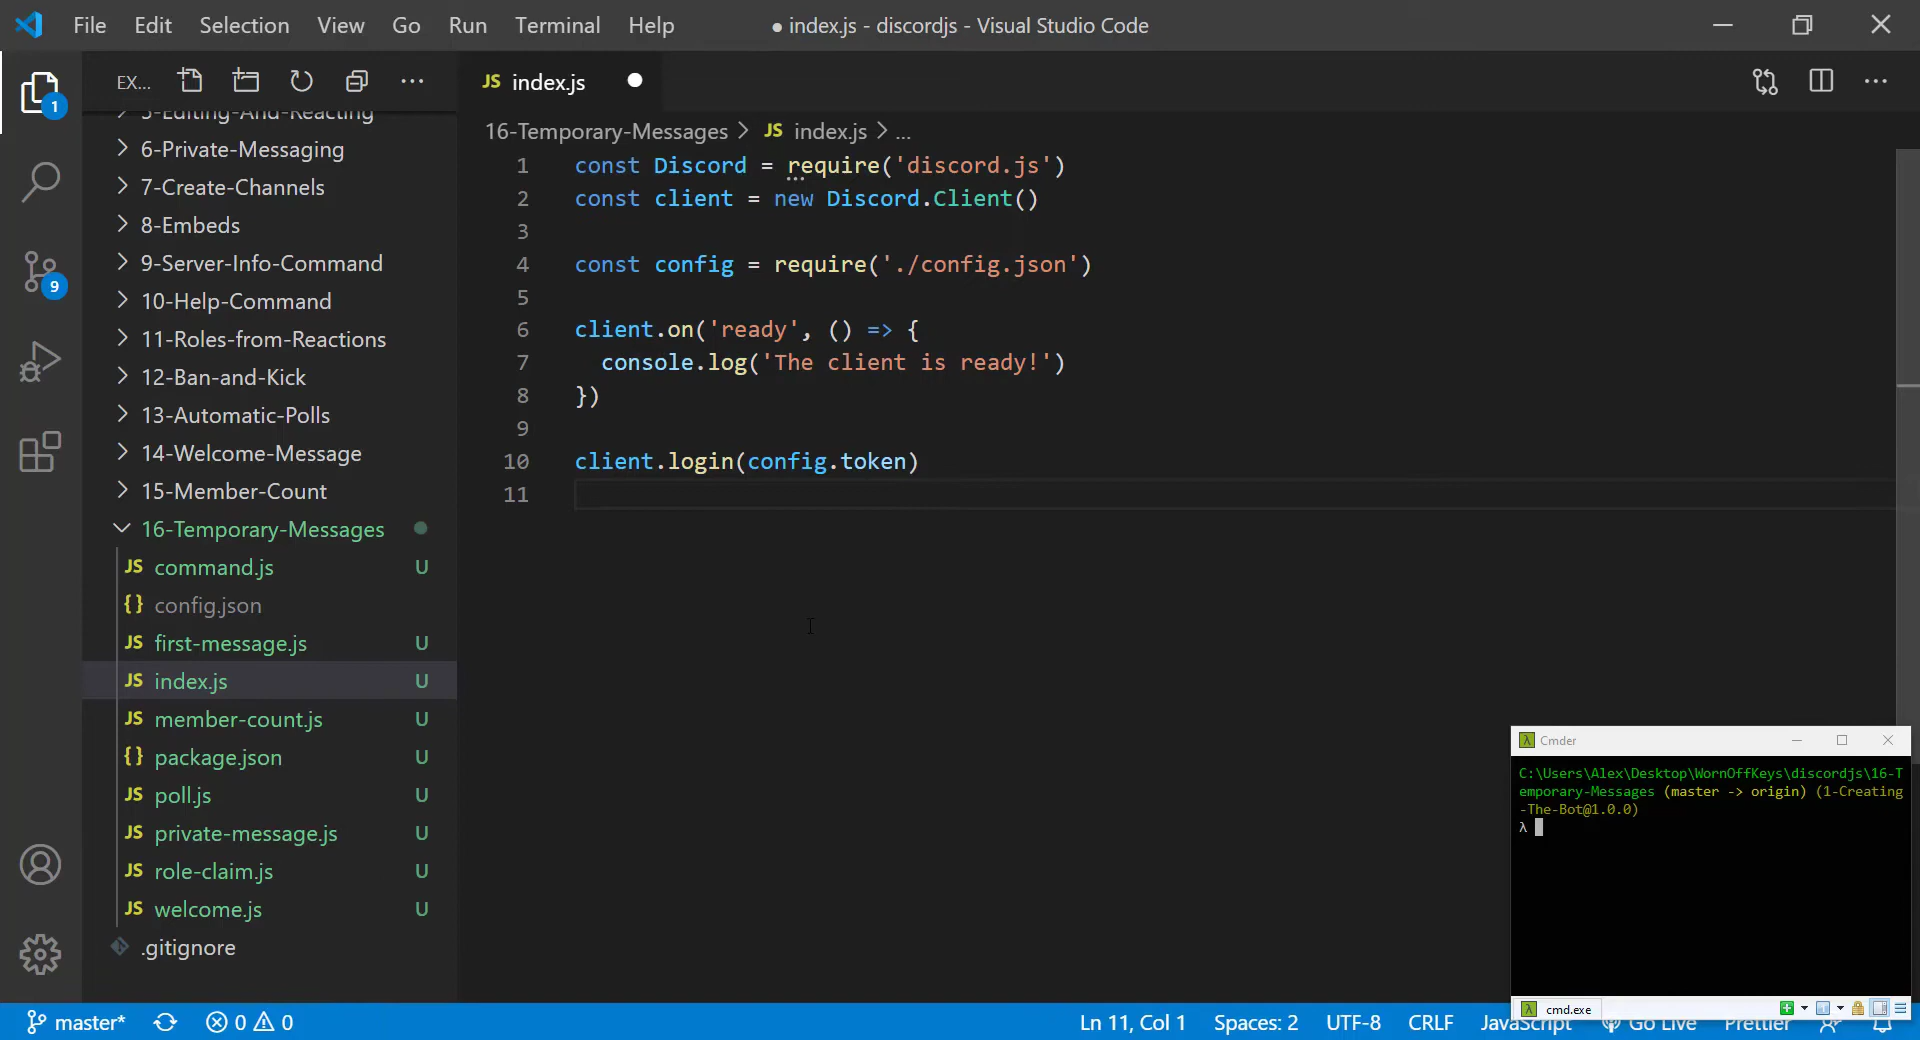 File Edit Selection View Go Run Terminal Help ● index.js - discordjs - Visual Studio Code
EX...
JS index.js
16-Temporary-Messages > JS index.js > ...
5-Editing-And-Reacting
6-Private-Messaging
7-Create-Channels
8-Embeds
9-Server-Info-Command
10-Help-Command
11-Roles-from-Reactions
12-Ban-and-Kick
13-Automatic-Polls
14-Welcome-Message
15-Member-Count
16-Temporary-Messages
JS command.js U
{} config.json
JS first-message.js U
JS index.js U
JS member-count.js U
{} package.json U
JS poll.js U
JS private-message.js U
JS role-claim.js U
JS welcome.js U
.gitignore
1
9
1 const Discord = require('discord.js')
2 const client = new Discord.Client()
3
4 const config = require('./config.json')
5
6 client.on('ready', () => {
7 console.log('The client is ready!')
8 })
9
10 client.login(config.token)
11
λ Cmder
C:\Users\Alex\Desktop\WornOffKeys\discordjs\16-T
emporary-Messages (master -> origin) (1-Creating
-The-Bot@1.0.0)
λ
λ cmd.exe
master* 0 0 Ln 11, Col 1 Spaces: 2 UTF-8 CRLF JavaScript Go Live Prettier